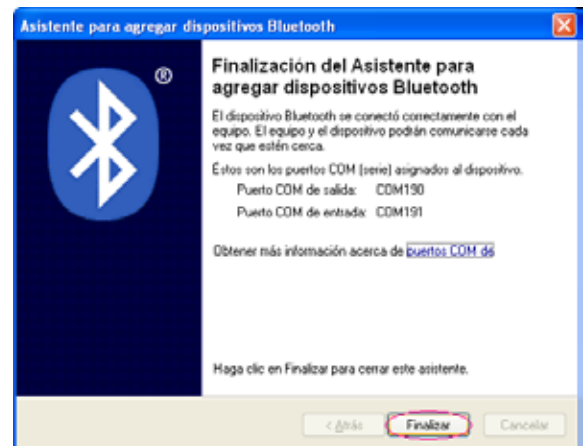 Asistente para agregar dispositivos Bluetooth
®
Finalización del Asistente para
agregar dispositivos Bluetooth
El dispositivo Bluetooth se conectó correctamente con el
equipo. El equipo y el dispositivo podrán comunicarse cada
vez que estén cerca.
Éstos son los puertos COM (serie) asignados al dispositivo.
Puerto COM de salida: COM190
Puerto COM de entrada: COM191
Obtener más información acerca de puertos COM de
Haga clic en Finalizar para cerrar este asistente.
< Atrás Finalizar Cancelar